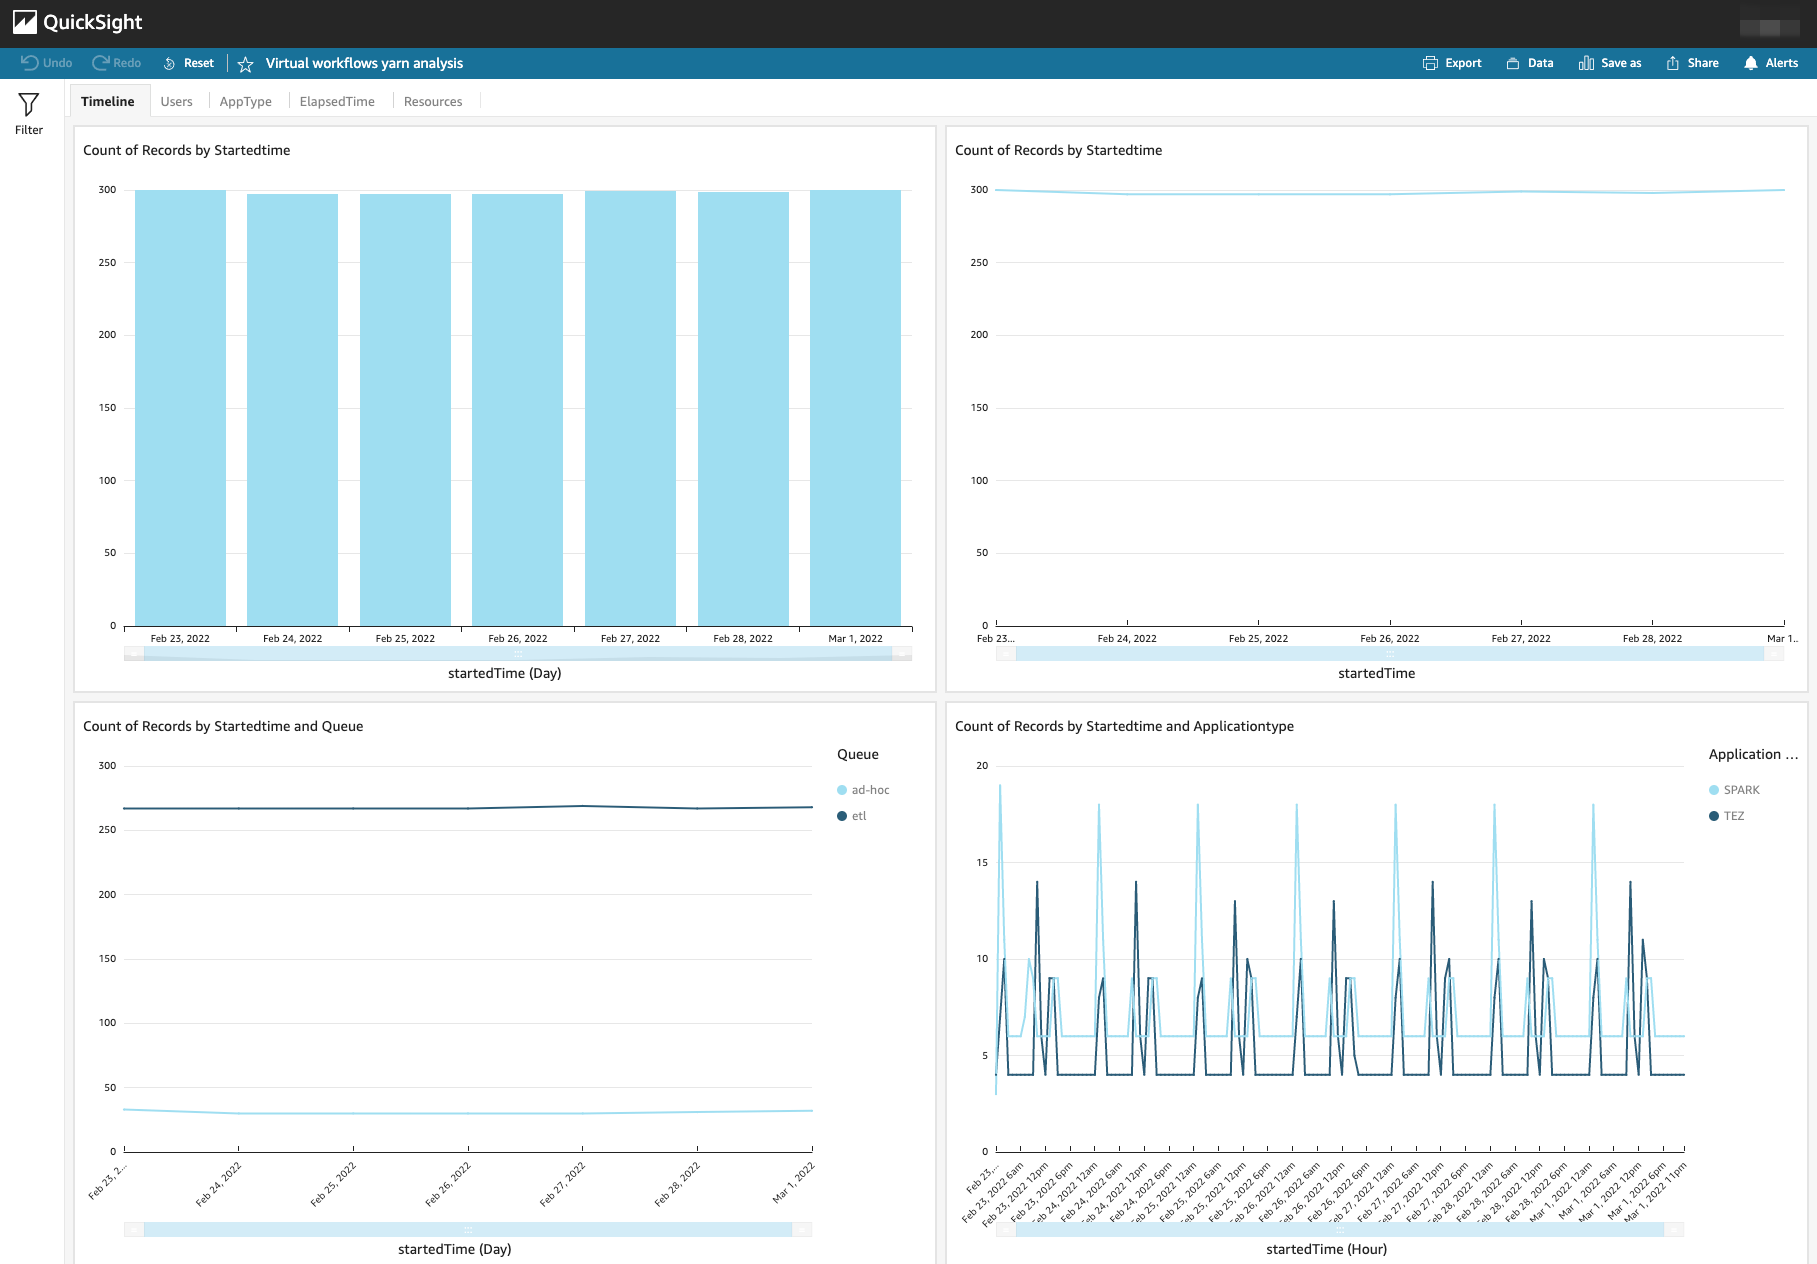 QuickSight
Undo Redo Reset Virtual workflows yarn analysis Export Data Save as Share Alerts
Filter
Timeline Users AppType ElapsedTime Resources
Count of Records by Startedtime
300
250
200
150
100
50
0
Feb 23, 2022 Feb 24, 2022 Feb 25, 2022 Feb 26, 2022 Feb 27, 2022 Feb 28, 2022 Mar 1, 2022
startedTime (Day)
Count of Records by Startedtime
300
250
200
150
100
50
0
Feb 23... Feb 24, 2022 Feb 25, 2022 Feb 26, 2022 Feb 27, 2022 Feb 28, 2022 Mar 1..
startedTime
Count of Records by Startedtime and Queue
Queue
ad-hoc
etl
300
250
200
150
100
50
0
Feb 23, 2... Feb 24, 2022 Feb 25, 2022 Feb 26, 2022 Feb 27, 2022 Feb 28, 2022 Mar 1, 2022
startedTime (Day)
Count of Records by Startedtime and Applicationtype
Application ...
SPARK
TEZ
20
15
10
5
0
Feb 23,... Feb 23, 2022 6am Feb 23, 2022 12pm Feb 23, 2022 6pm Feb 24, 2022 12am Feb 24, 2022 6am Feb 24, 2022 12pm Feb 24, 2022 6pm Feb 25, 2022 12am Feb 25, 2022 6am Feb 25, 2022 12pm Feb 25, 2022 6pm Feb 26, 2022 12am Feb 26, 2022 6am Feb 26, 2022 12pm Feb 26, 2022 6pm Feb 27, 2022 12am Feb 27, 2022 6am Feb 27, 2022 12pm Feb 27, 2022 6pm Feb 28, 2022 12am Feb 28, 2022 6am Feb 28, 2022 12pm Feb 28, 2022 6pm Mar 1, 2022 12am Mar 1, 2022 6am Mar 1, 2022 12pm Mar 1, 2022 6pm Mar 1, 2022 11pm
startedTime (Hour)